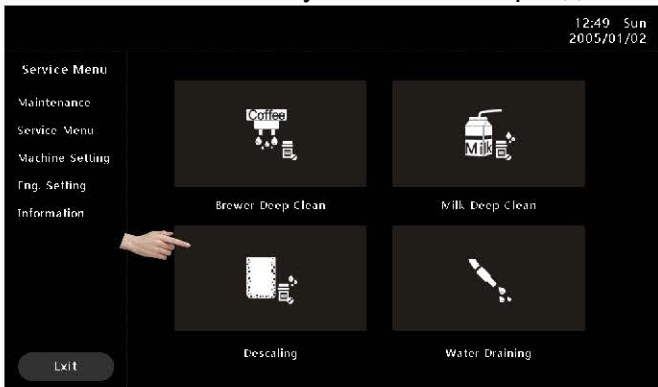 12:49 Sun
2005/01/02
Service Menu
Maintenance
Service Menu
Machine Setting
Eng. Setting
Information
Coffee
Milk
Brewer Deep Clean
Milk Deep Clean
Descaling
Water Draining
Exit